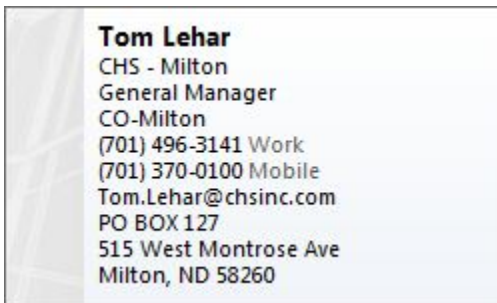 Tom Lehar
CHS - Milton
General Manager
CO-Milton
(701) 496-3141 Work
(701) 370-0100 Mobile
Tom.Lehar@chsinc.com
PO BOX 127
515 West Montrose Ave
Milton, ND 58260